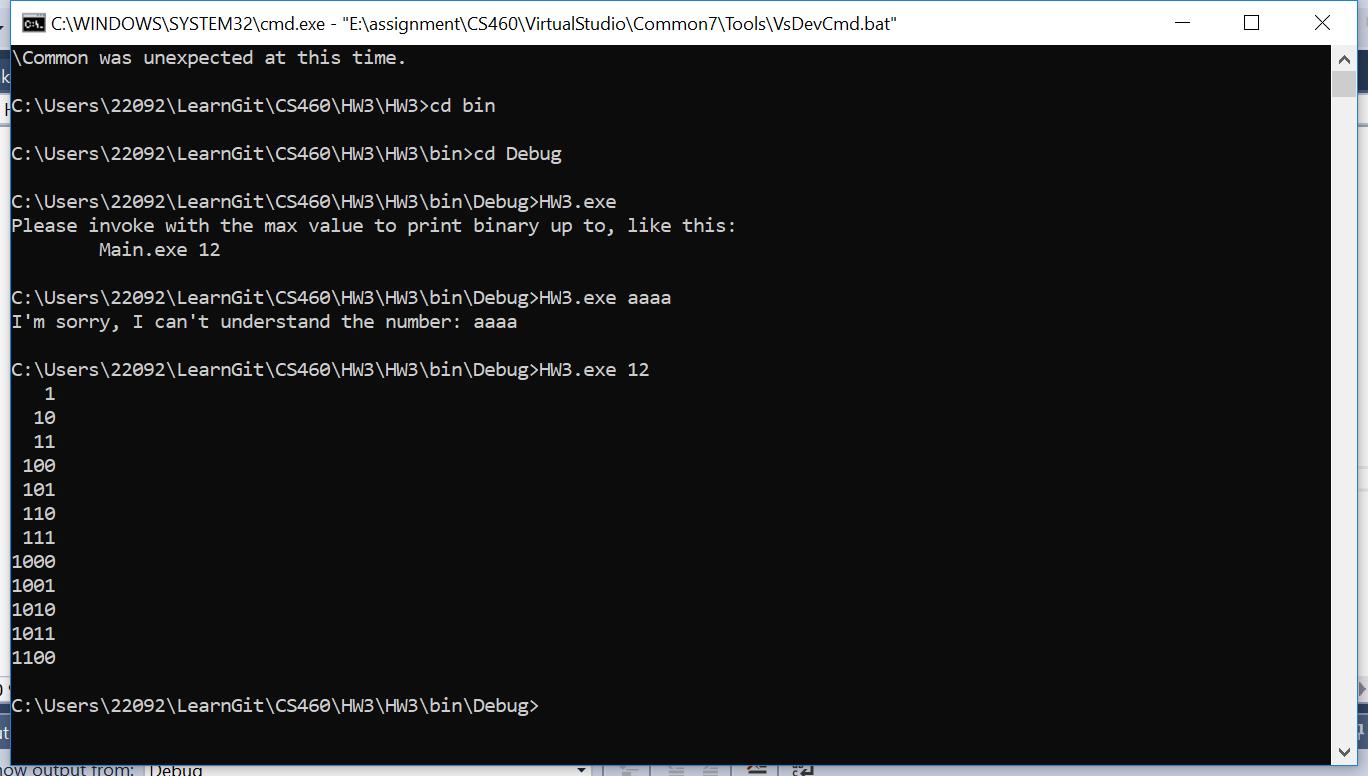 C:\WINDOWS\SYSTEM32\cmd.exe - "E:\assignment\CS460\VirtualStudio\Common7\Tools\VsDevCmd.bat"
\Common was unexpected at this time.
C:\Users\22092\LearnGit\CS460\HW3\HW3>cd bin
C:\Users\22092\LearnGit\CS460\HW3\HW3\bin>cd Debug
C:\Users\22092\LearnGit\CS460\HW3\HW3\bin\Debug>HW3.exe
Please invoke with the max value to print binary up to, like this:
        Main.exe 12
C:\Users\22092\LearnGit\CS460\HW3\HW3\bin\Debug>HW3.exe aaaa
I'm sorry, I can't understand the number: aaaa
C:\Users\22092\LearnGit\CS460\HW3\HW3\bin\Debug>HW3.exe 12
   1
  10
  11
 100
 101
 110
 111
1000
1001
1010
1011
1100
C:\Users\22092\LearnGit\CS460\HW3\HW3\bin\Debug>
output from: Debug